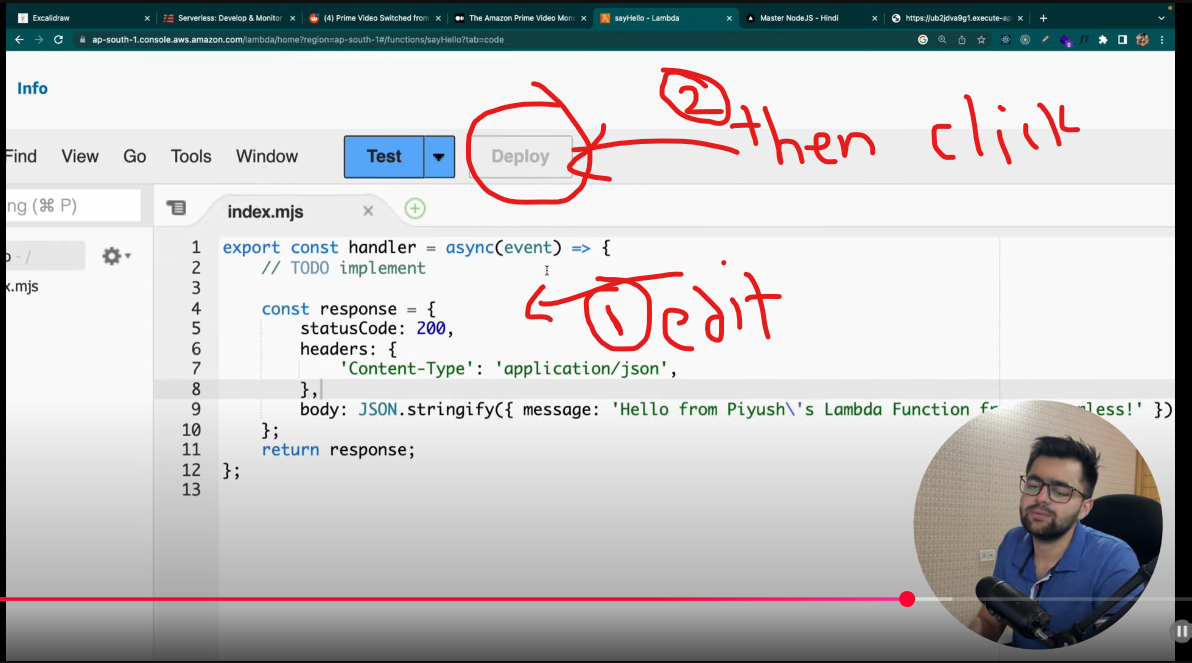 Excalidraw
Serverless: Develop & Monitor
(4) Prime Video Switched from
The Amazon Prime Video Mon
sayHello - Lambda
Master NodeJS - Hindi
https://ub2jdva9g1.execute-ap
ap-south-1.console.aws.amazon.com/lambda/home?region=ap-south-1#/functions/sayHello?tab=code
Info
2
then click
Find View Go Tools Window Test Deploy
ng (⌘ P)
index.mjs
- /
x.mjs
1 export const handler = async(event) => {
2 // TODO implement
3
4 const response = {
5 statusCode: 200,
6 headers: {
7 'Content-Type': 'application/json',
8 },
9 body: JSON.stringify({ message: 'Hello from Piyush\'s Lambda Function fr mless!' })
10 };
11 return response;
12 };
13
1 edit